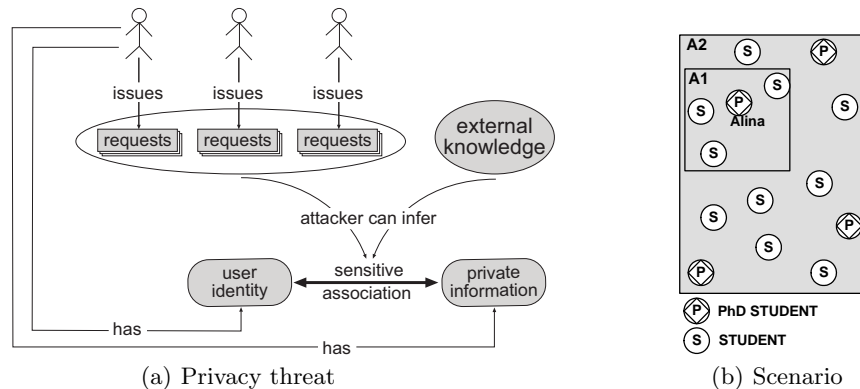 issues
issues
issues
requests
requests
requests
external
knowledge
attacker can infer
user
identity
sensitive
association
private
information
has
has
(a) Privacy threat
A2
S
P
A1
S
S
P
Alina
S
S
S
S
S
S
P
S
P
S
P PhD STUDENT
S STUDENT
(b) Scenario